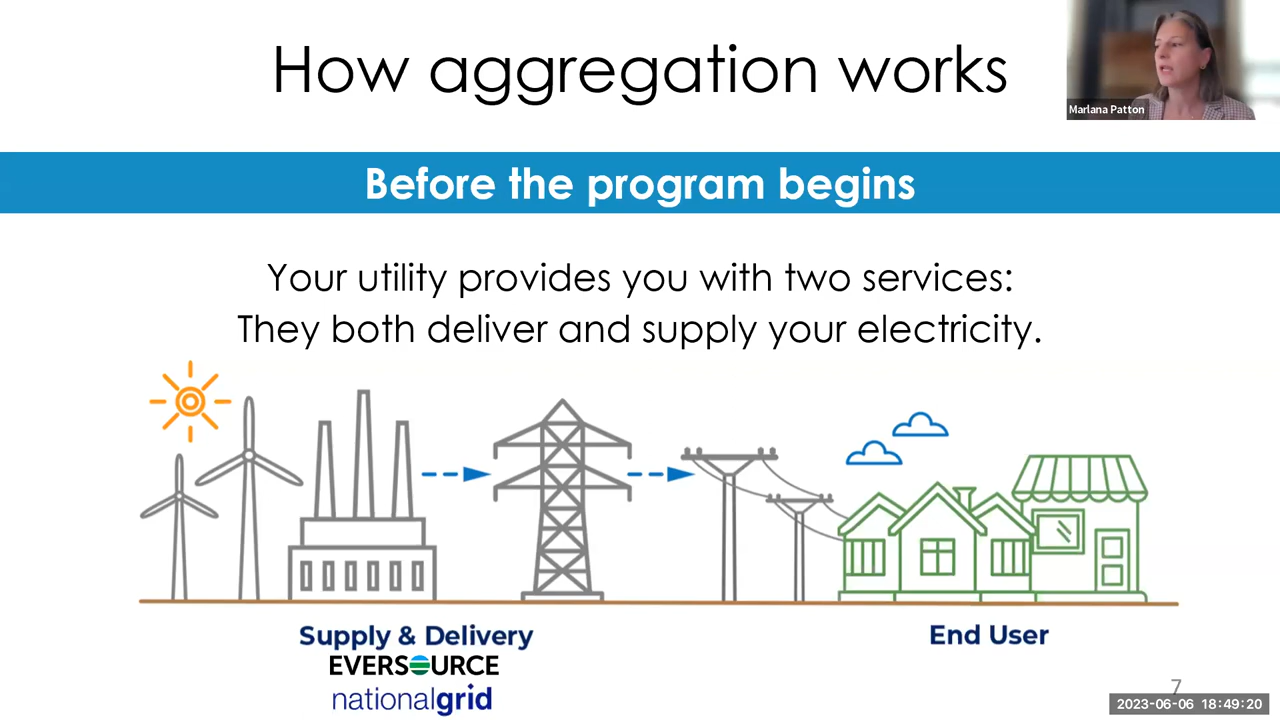 How aggregation works
Marlana Patton
Before the program begins
Your utility provides you with two services:
They both deliver and supply your electricity.
Supply & Delivery
EVERSOURCE
nationalgrid
End User
7
2023-06-06 18:49:20